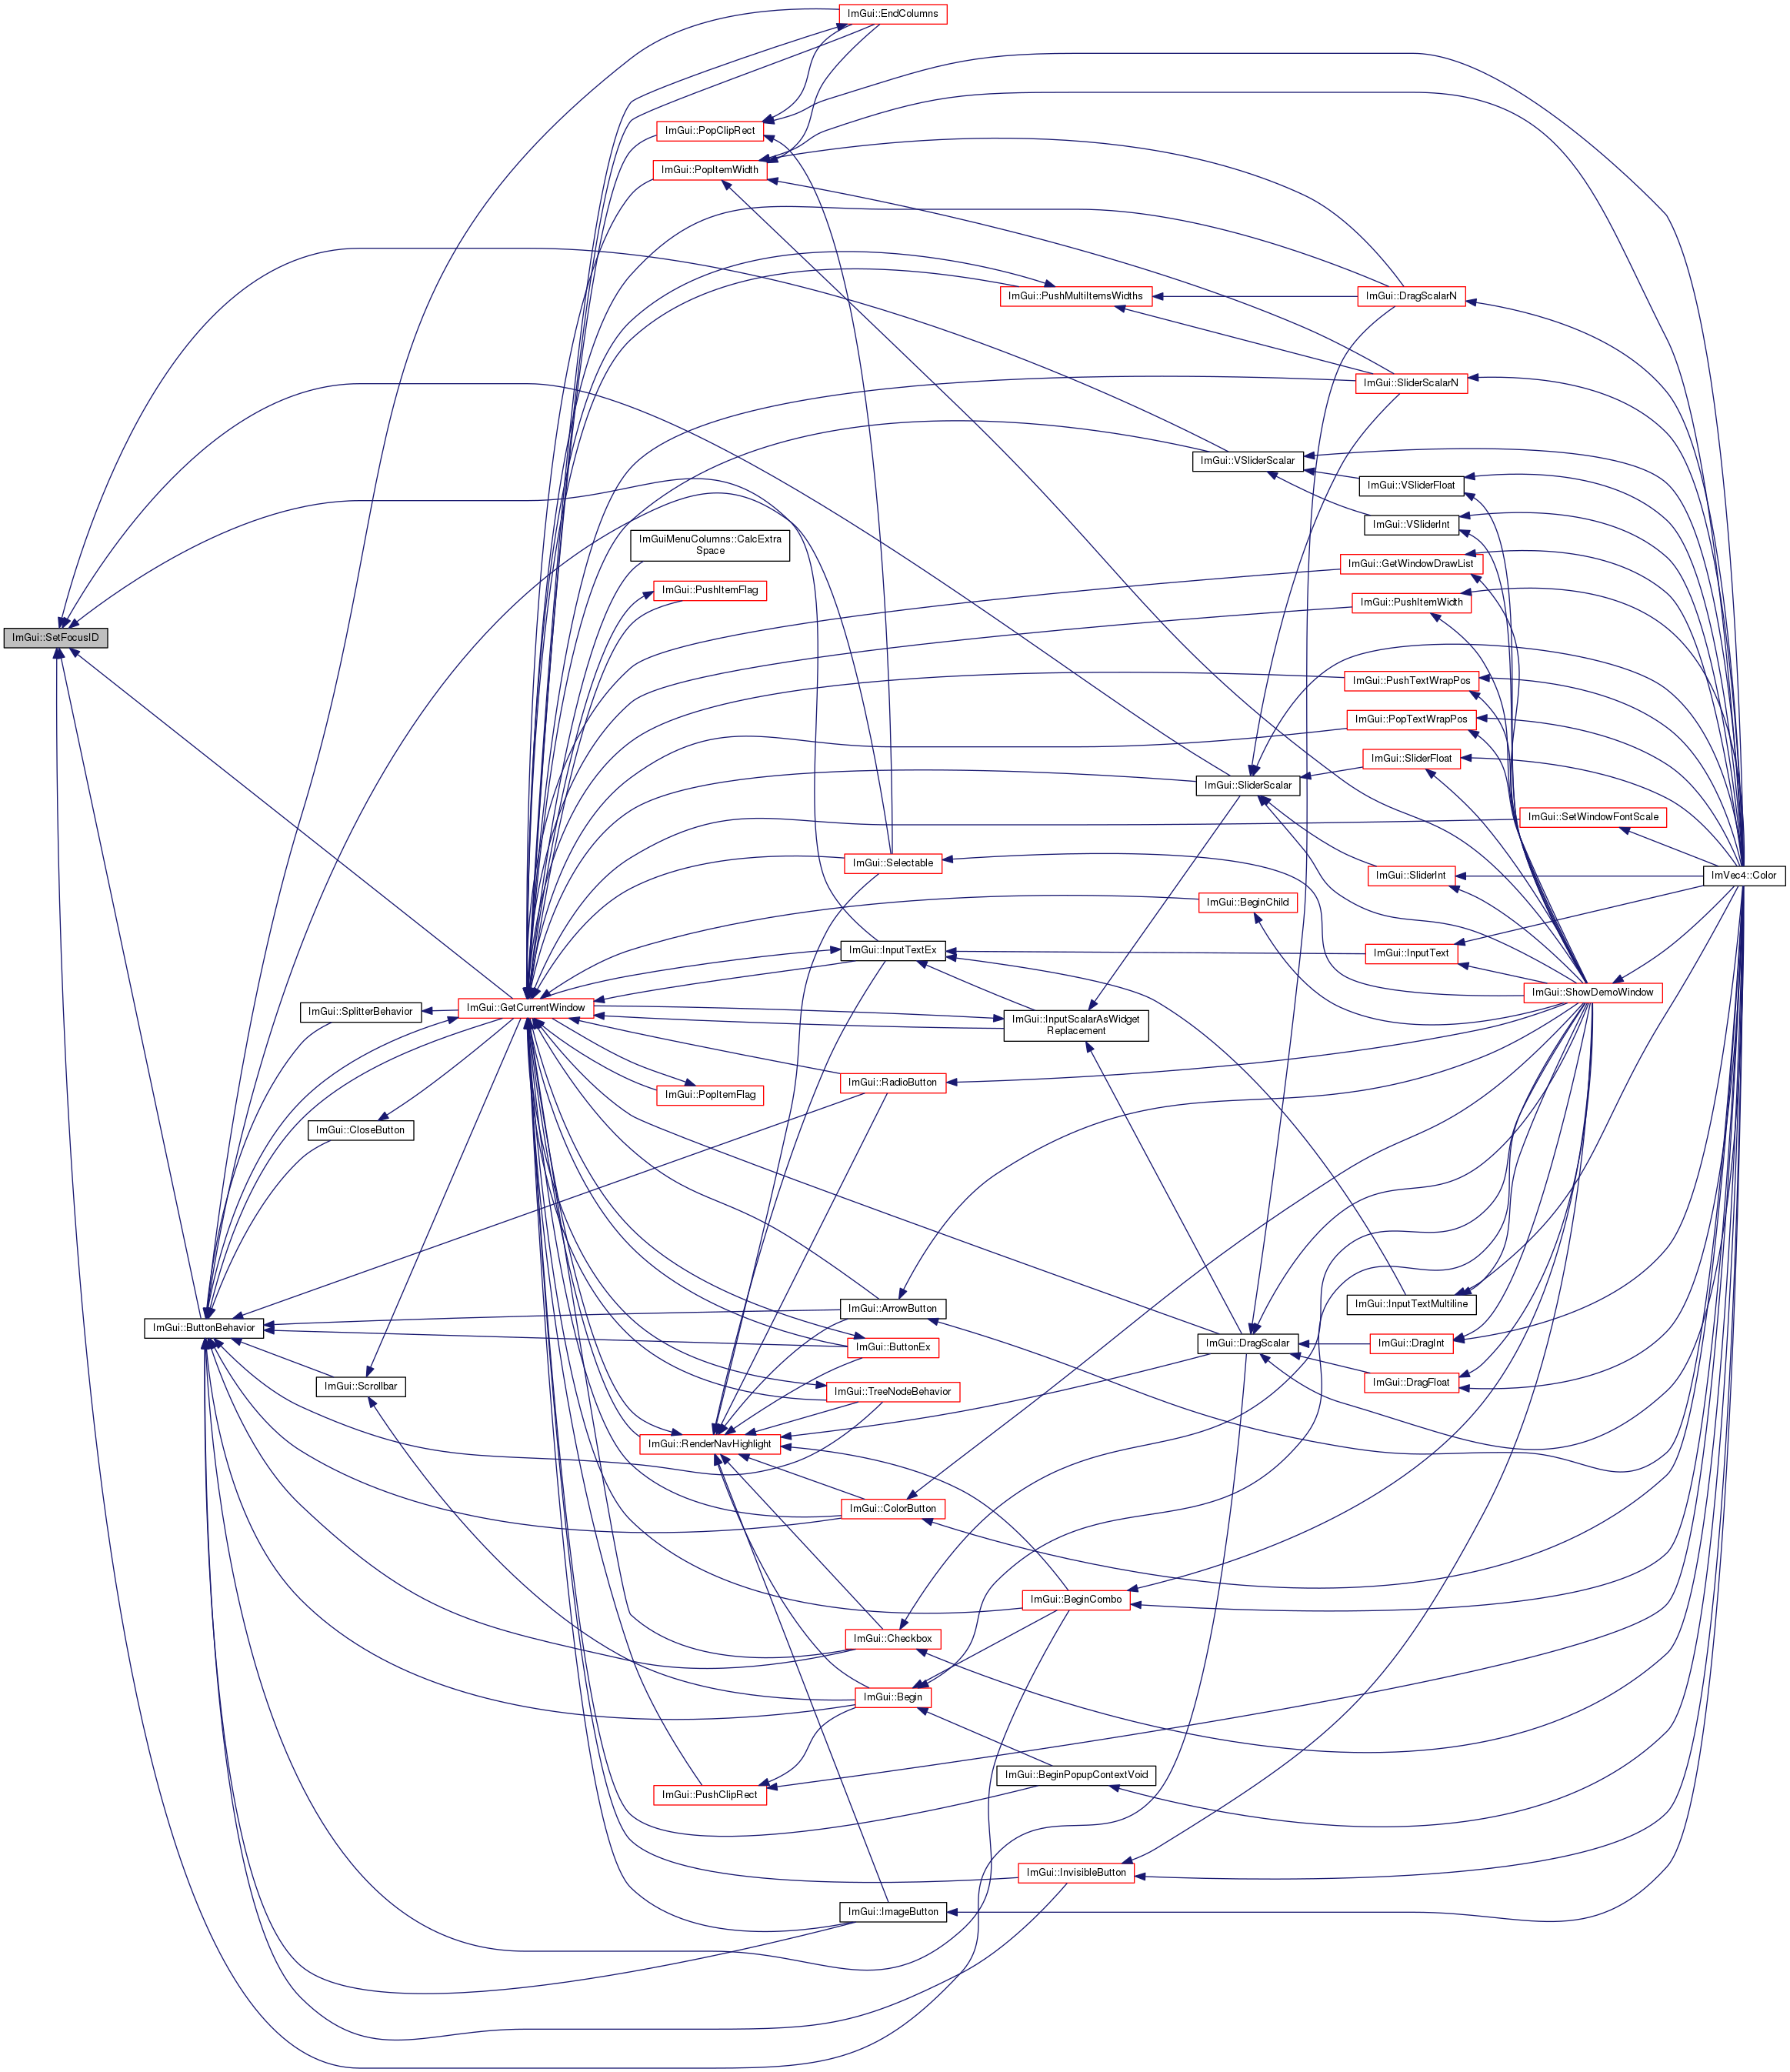 ImGui::EndColumns
ImGui::PopClipRect
ImGui::PopItemWidth
ImGui::PushMultiItemsWidths
ImGui::DragScalarN
ImGui::SliderScalarN
ImGui::VSliderScalar
ImGui::VSliderFloat
ImGui::VSliderInt
ImGuiMenuColumns::CalcExtra
Space
ImGui::GetWindowDrawList
ImGui::PushItemFlag
ImGui::PushItemWidth
ImGui::SetFocusID
ImGui::PushTextWrapPos
ImGui::PopTextWrapPos
ImGui::SliderFloat
ImGui::SliderScalar
ImGui::SetWindowFontScale
ImGui::Selectable
ImGui::SliderInt
ImVec4::Color
ImGui::BeginChild
ImGui::InputTextEx
ImGui::InputText
ImGui::ShowDemoWindow
ImGui::SplitterBehavior
ImGui::GetCurrentWindow
ImGui::InputScalarAsWidget
Replacement
ImGui::RadioButton
ImGui::PopItemFlag
ImGui::CloseButton
ImGui::InputTextMultiline
ImGui::ArrowButton
ImGui::ButtonBehavior
ImGui::DragScalar
ImGui::DragInt
ImGui::ButtonEx
ImGui::DragFloat
ImGui::Scrollbar
ImGui::TreeNodeBehavior
ImGui::RenderNavHighlight
ImGui::ColorButton
ImGui::BeginCombo
ImGui::Checkbox
ImGui::Begin
ImGui::BeginPopupContextVoid
ImGui::PushClipRect
ImGui::InvisibleButton
ImGui::ImageButton